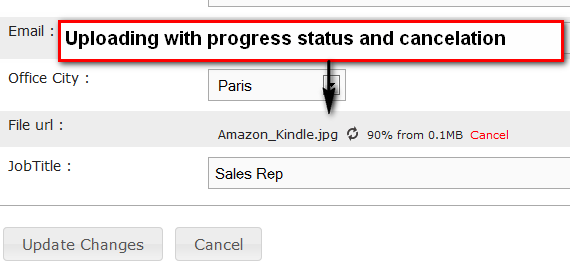 Email :
Uploading with progress status and cancelation
Office City :
Paris
File url :
Amazon_Kindle.jpg 90% from 0.1MB Cancel
JobTitle :
Sales Rep
Update Changes Cancel